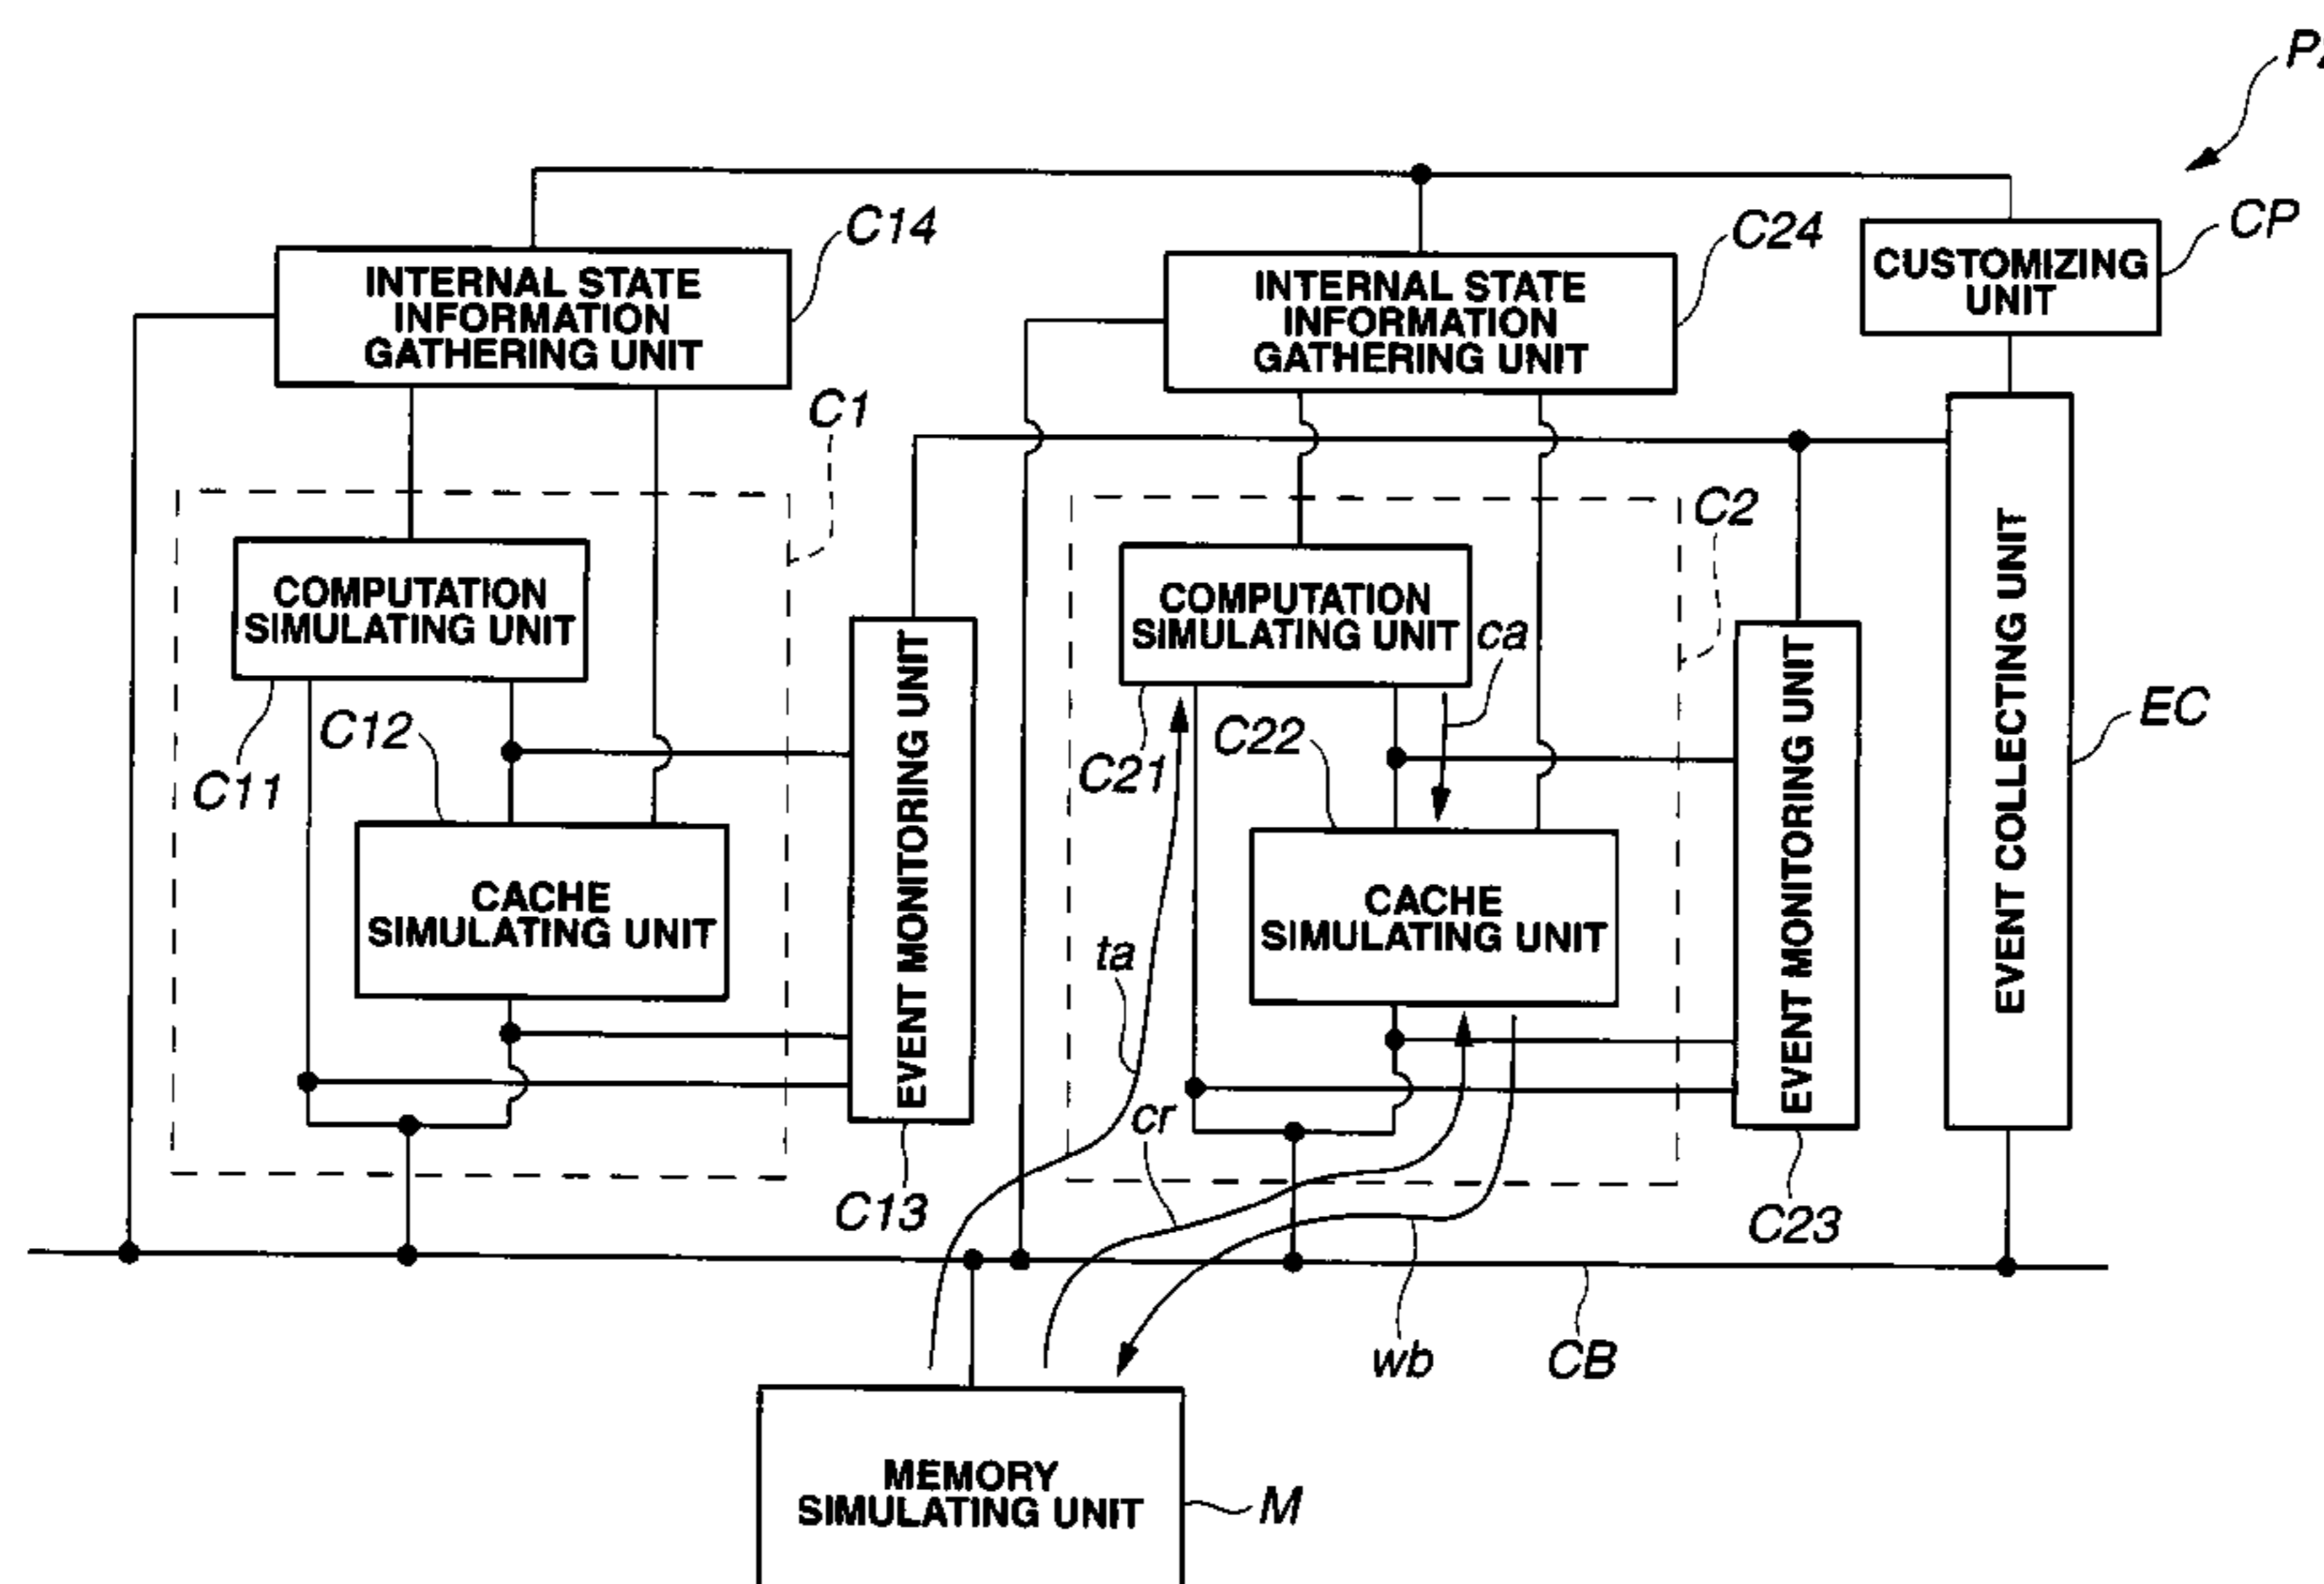 C14
C24
CP
INTERNAL STATE
INFORMATION
GATHERING UNIT
INTERNAL STATE
INFORMATION
GATHERING UNIT
CUSTOMIZING
UNIT
C1
C2
COMPUTATION
SIMULATING UNIT
COMPUTATION
SIMULATING UNIT
ca
EVENT MONITORING UNIT
EVENT MONITORING UNIT
EVENT COLLECTING UNIT
EC
C11
C12
C21
C22
CACHE
SIMULATING UNIT
CACHE
SIMULATING UNIT
ta
cr
C13
C23
wb
CB
MEMORY
SIMULATING UNIT
M